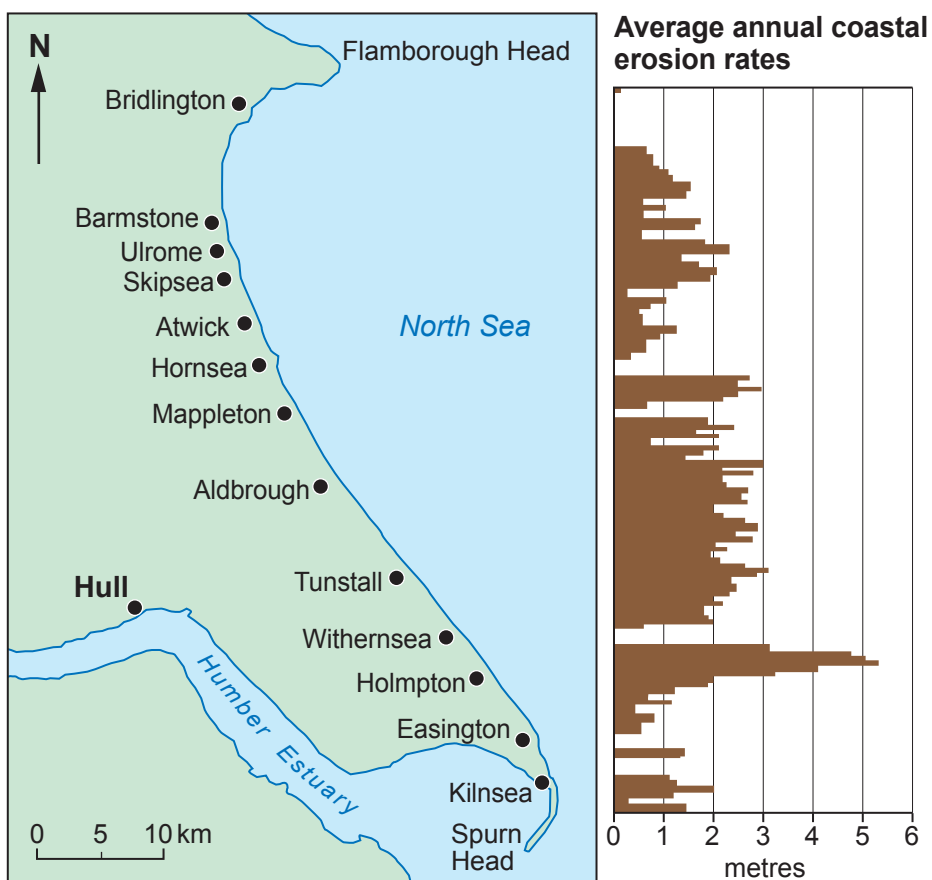 Average annual coastal
erosion rates
N
Flamborough Head
Bridlington
Barmstone
Ulrome
Skipsea
North Sea
Atwick
Hornsea
Mappleton
Aldbrough
Tunstall
Hull
Withernsea
Holmpton
Humber Estuary
Easington
Kilnsea
Spurn
Head
0 5 10 km
0 1 2 3 4 5 6
metres